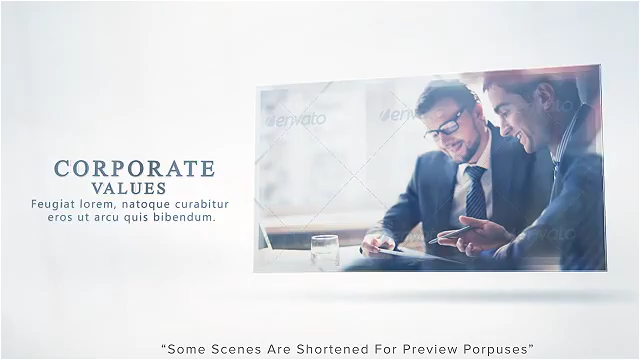 CORPORATE
VALUES
Feugiat lorem, natoque curabitur
eros ut arcu quis bibendum.
envato
envato
envato
“Some Scenes Are Shortened For Preview Porpuses”